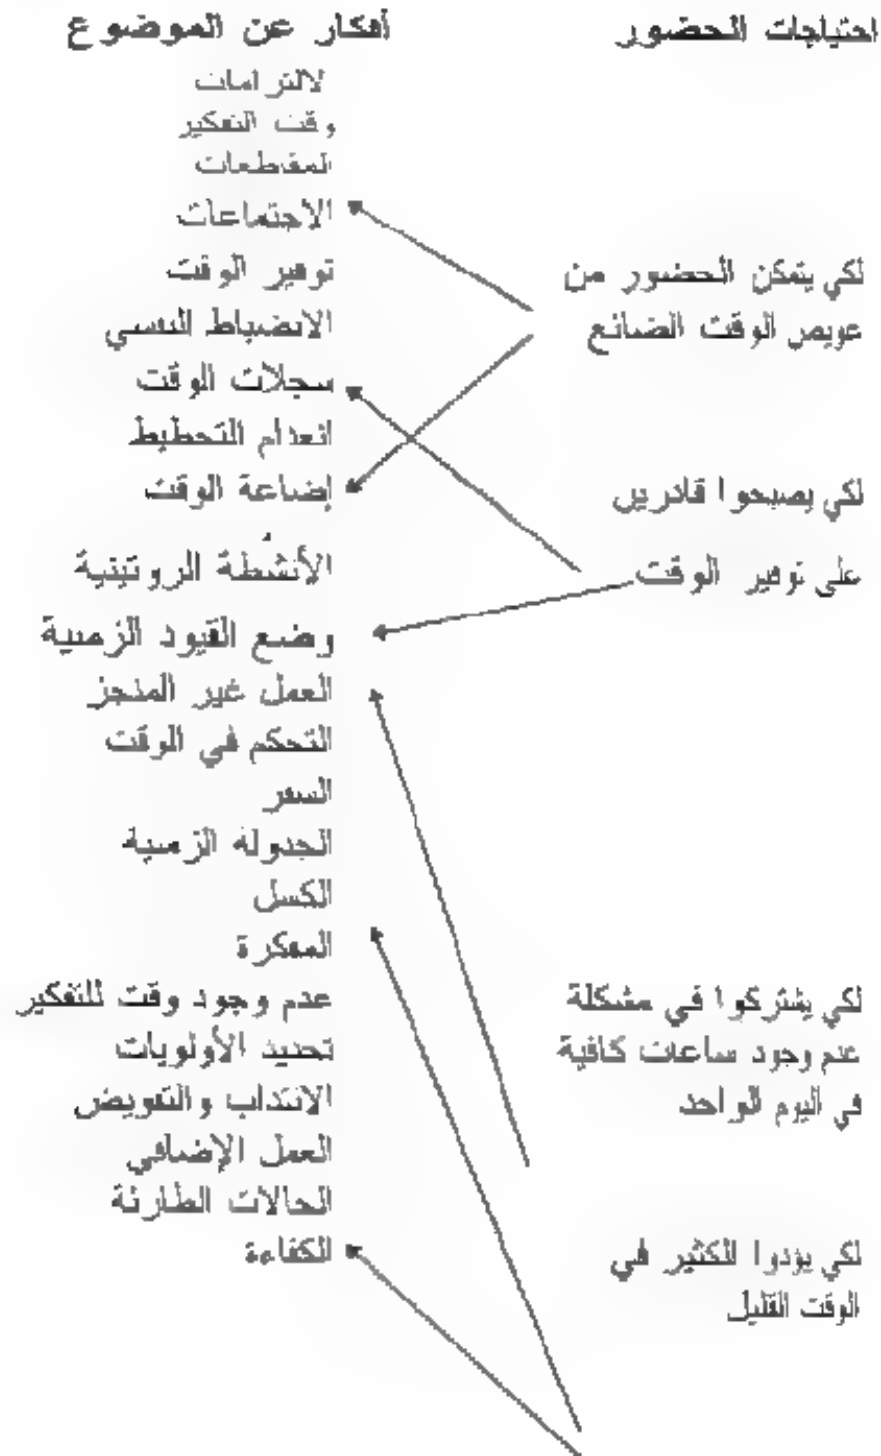 احتياجات الحضور
لكي يتمكن الحضور من
عويض الوقت الضائع
لكي يصبحوا قادرين
على توفير الوقت
لكي يشتركوا في مشكلة
عدم وجود ساعات كافية
في اليوم الواحد
لكي يؤدوا الكثير في
الوقت القليل
أفكار عن الموضوع
الالتزامات
وقت التفكير
المقاطعات
الاجتماعات
توفير الوقت
الانضباط النفسي
سجلات الوقت
انعدام التخطيط
إضاعة الوقت
الأنشطة الروتينية
وضع القيود الزمنية
العمل غير المنجز
التحكم في الوقت
السفر
الجدولة الزمنية
الكسل
المفكرة
عدم وجود وقت للتفكير
تحديد الأولويات
الانتداب والتفويض
العمل الإضافي
الحالات الطارئة
الكفاءة